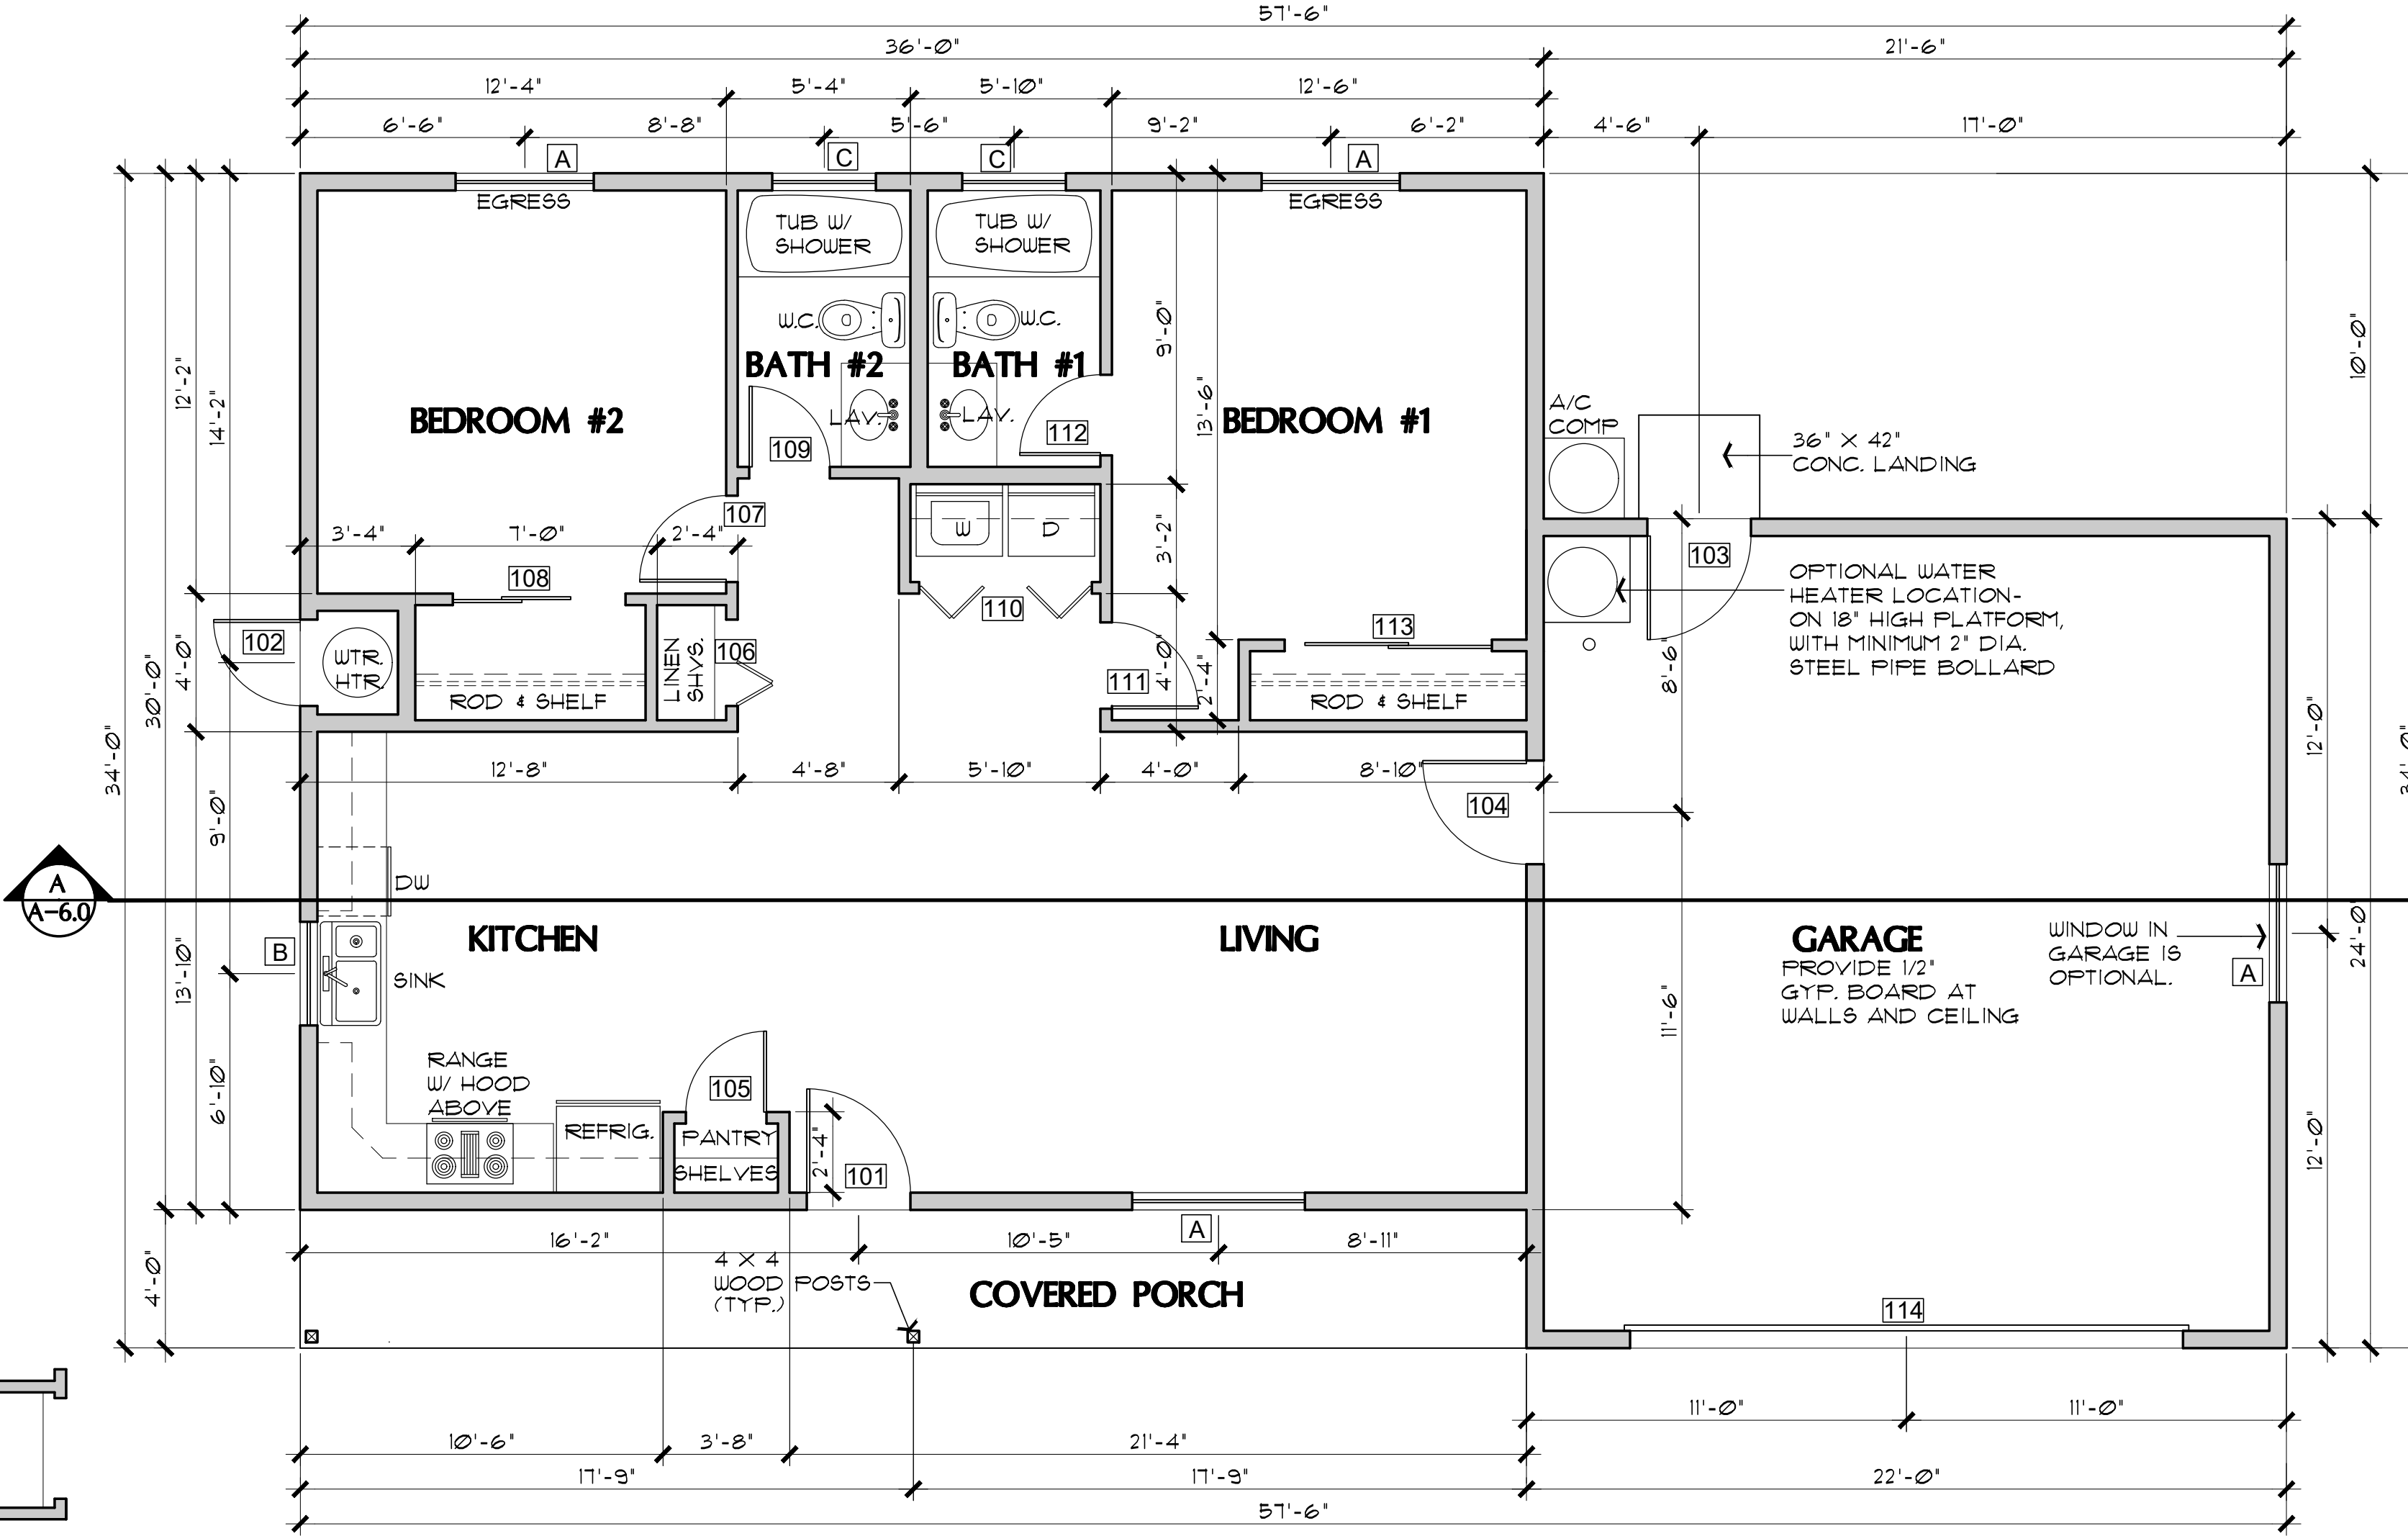 57'-6"
36'-0"
21'-6"
12'-4"
5'-4"
5'-10"
12'-6"
6'-6"
8'-8"
5'-6"
9'-2"
6'-2"
4'-6"
17'-0"
A
C
C
A
EGRESS
EGRESS
TUB W/
SHOWER
TUB W/
SHOWER
W.C.
W.C.
BATH #2
BATH #1
LAV.
LAV.
BEDROOM #2
BEDROOM #1
109
112
9'-0"
13'-6"
10'-0"
12'-2"
14'-2"
A/C
COMP
36" X 42"
CONC. LANDING
107
3'-4"
7'-0"
2'-4"
W
D
3'-2"
103
108
110
OPTIONAL WATER
HEATER LOCATION-
ON 18" HIGH PLATFORM,
WITH MINIMUM 2" DIA.
STEEL PIPE BOLLARD
102
WTR.
HTR.
LINEN
SHVS.
106
113
111
4'-0"
2'-4"
ROD & SHELF
ROD & SHELF
8'-6"
4'-0"
30'-0"
34'-0"
12'-0"
34'-0"
12'-8"
4'-8"
5'-10"
4'-0"
8'-10"
104
9'-0"
DW
A
A-6.0
B
KITCHEN
LIVING
GARAGE
PROVIDE 1/2"
GYP. BOARD AT
WALLS AND CEILING
WINDOW IN
GARAGE IS
OPTIONAL.
A
24'-0"
SINK
13'-10"
11'-6"
6'-10"
RANGE
W/ HOOD
ABOVE
105
REFRIG.
PANTRY
SHELVES
2'-4"
101
12'-0"
A
16'-2"
10'-5"
8'-11"
4'-0"
4 X 4
WOOD POSTS
(TYP.)
COVERED PORCH
114
11'-0"
11'-0"
10'-6"
3'-8"
21'-4"
17'-9"
17'-9"
22'-0"
57'-6"